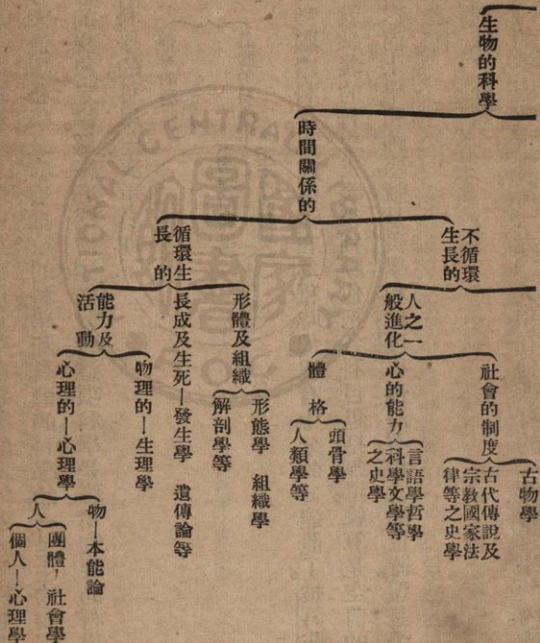 生物的科學
時間關係的
不循環
生長的
古物學
人之一
般進化
社會的制度
古代傳說及
宗教國家法
律等之史學
心的能力
言語學哲學
科學文學等
之史學
體格
頭骨學
人類學等
循環生
長的
形體及組織
形態學 組織學
解剖學等
長成及生死—發生學 遺傳論等
能力及
活動
物理的—生理學
心理的—心理學
物—本能論
人
團體，社會學
個人—心理學
NATIONAL CENTRAL